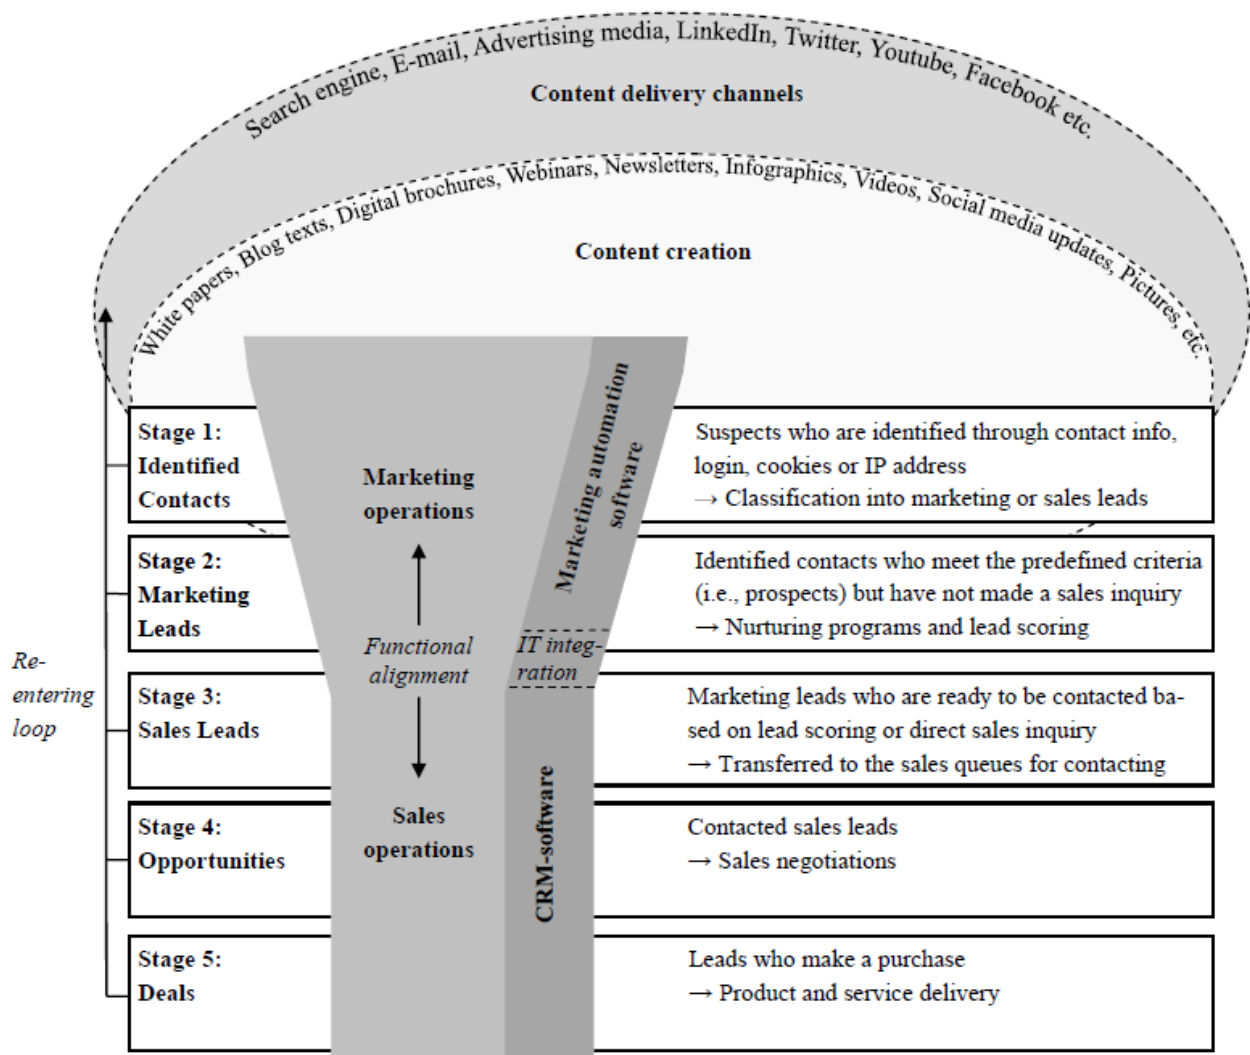 Search engine, E-mail, Advertising media, LinkedIn, Twitter, Youtube, Facebook etc.
Content delivery channels
White papers, Blog texts, Digital brochures, Webinars, Newsletters, Infographics, Videos, Social media updates, Pictures, etc.
Content creation
Stage 1:
Identified
Contacts
Marketing
operations
Marketing automation
software
Suspects who are identified through contact info,
login, cookies or IP address
→ Classification into marketing or sales leads
Stage 2:
Marketing
Leads
Identified contacts who meet the predefined criteria
(i.e., prospects) but have not made a sales inquiry
→ Nurturing programs and lead scoring
Functional
alignment
IT integ-
ration
Re-
entering
loop
Stage 3:
Sales Leads
Marketing leads who are ready to be contacted ba-
sed on lead scoring or direct sales inquiry
→ Transferred to the sales queues for contacting
Sales
operations
CRM-software
Stage 4:
Opportunities
Contacted sales leads
→ Sales negotiations
Stage 5:
Deals
Leads who make a purchase
→ Product and service delivery